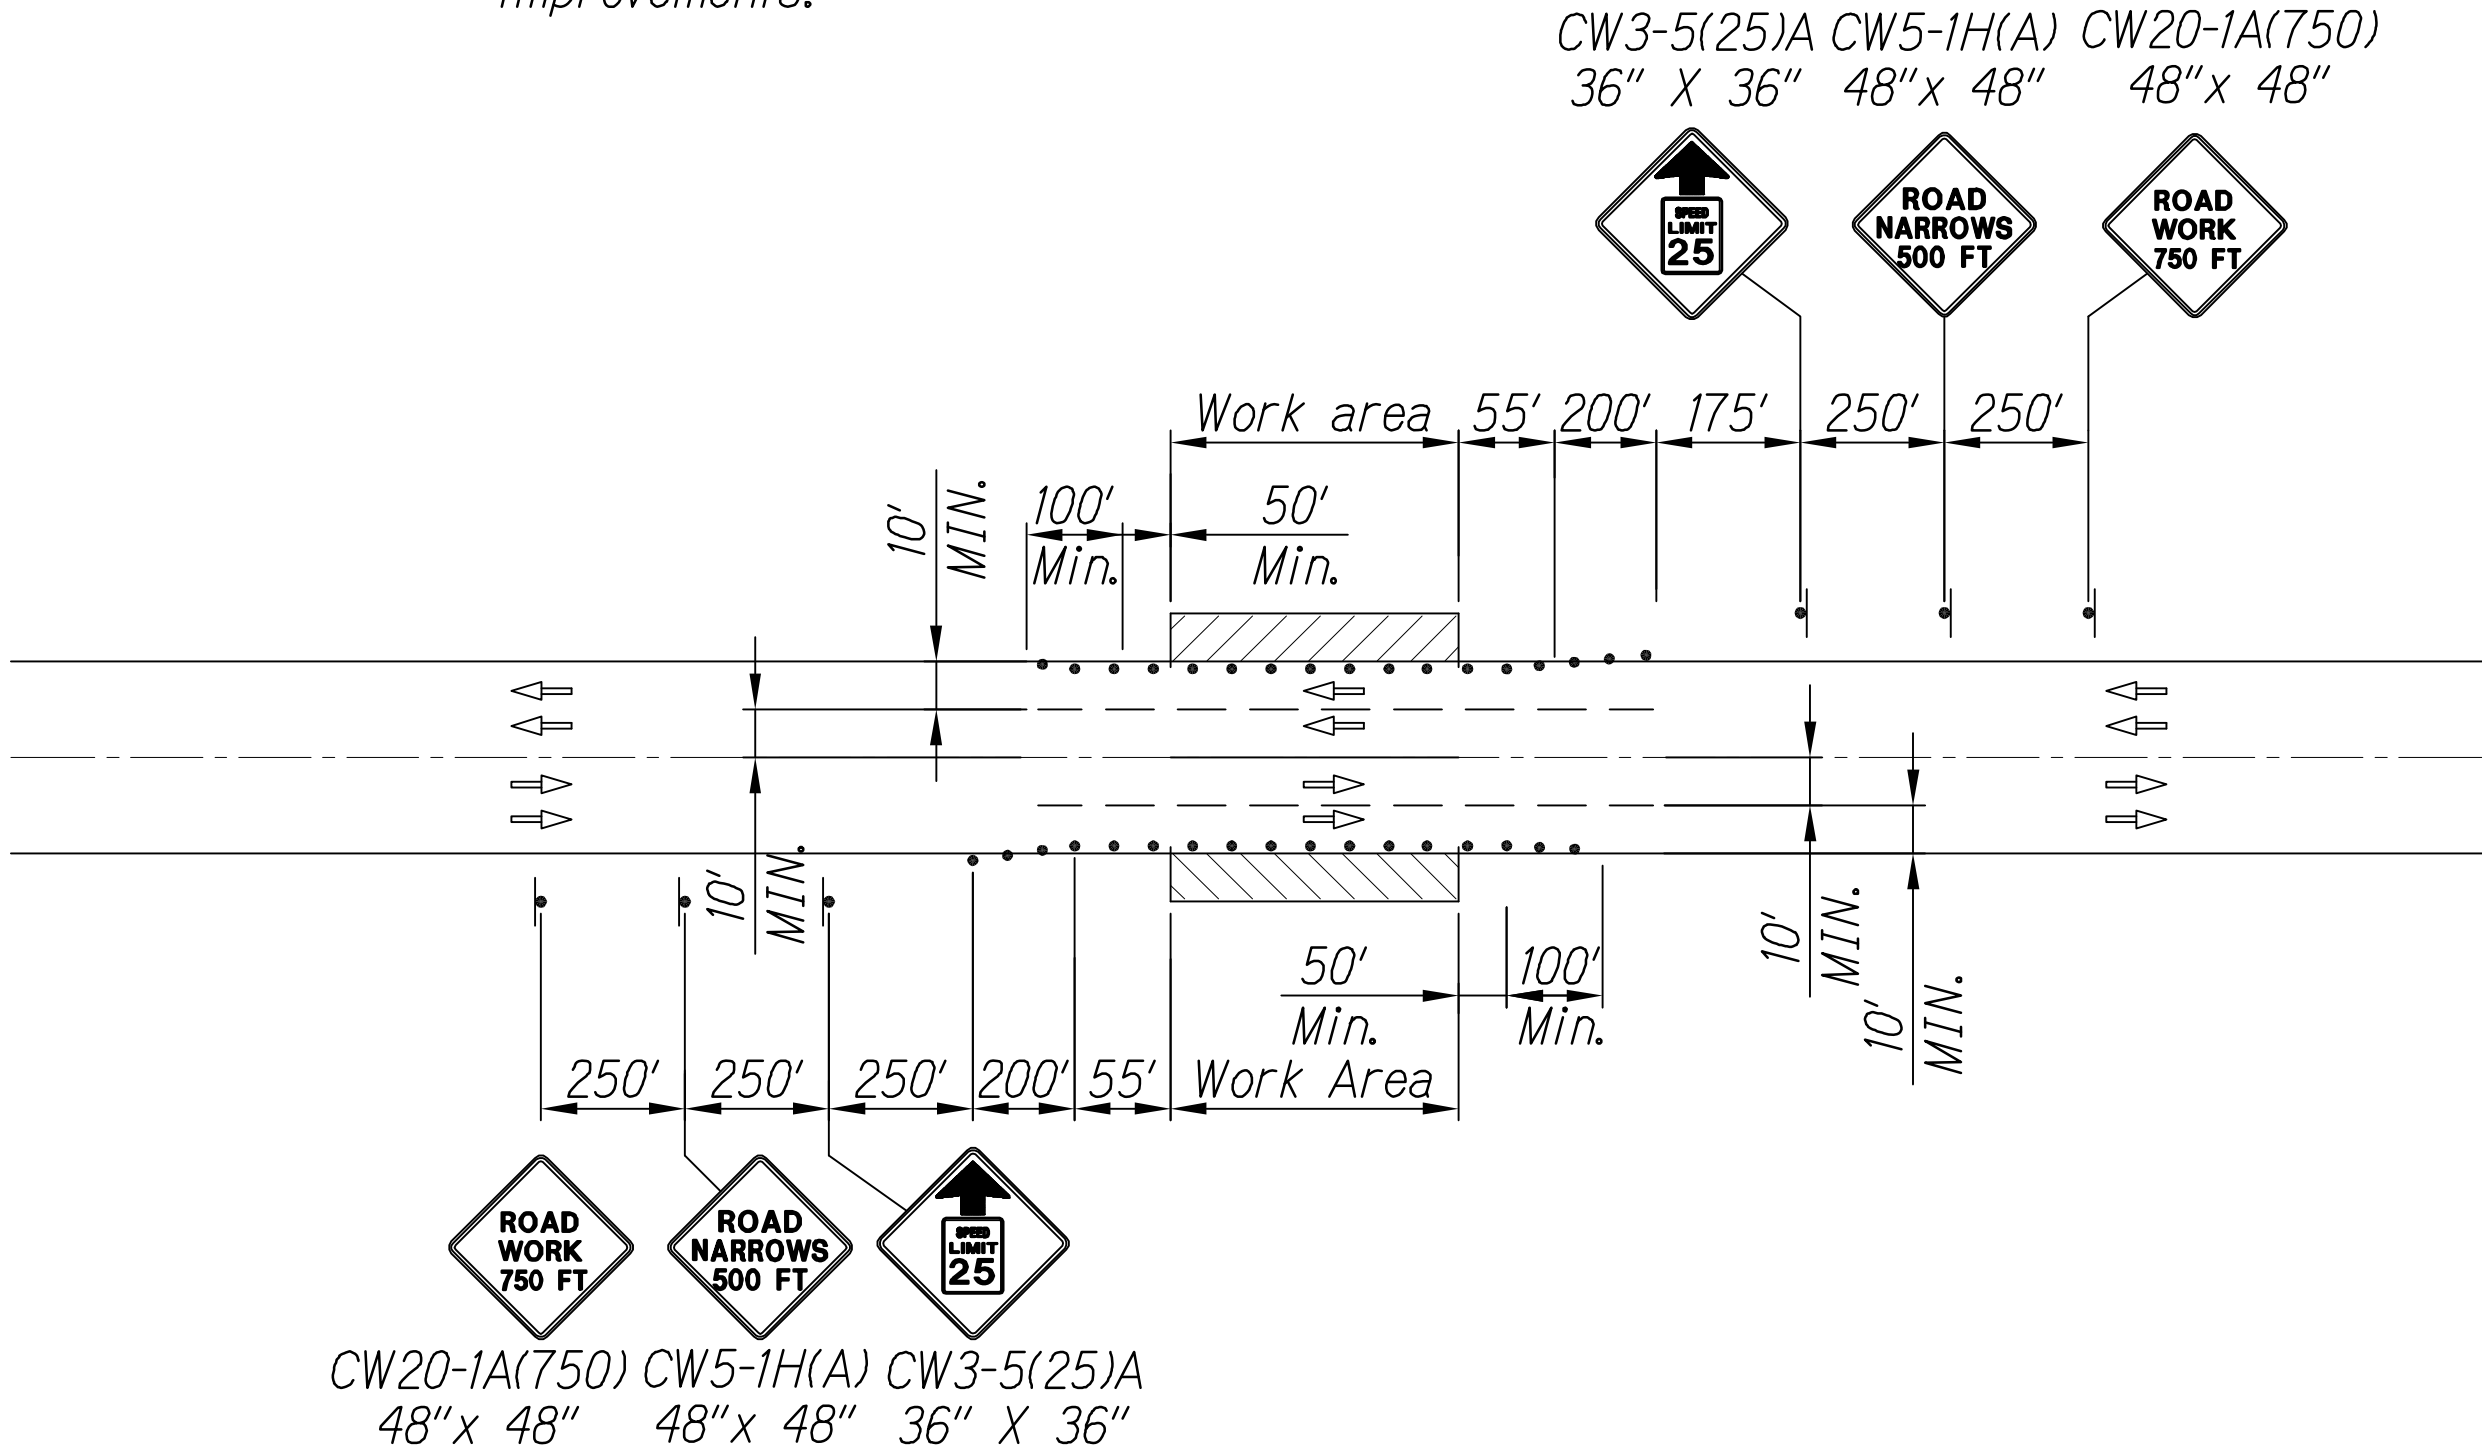 Improvements.
CW3-5(25)A CW5-1H(A) CW20-1A(750)
36" X 36" 48"x 48" 48"x 48"
SPEED
LIMIT
25
ROAD
NARROWS
500 FT
ROAD
WORK
750 FT
Work area 55' 200' 175' 250' 250'
10'
MIN.
100'
Min.
50'
Min.
10'
MIN.
10'
MIN.
10'
MIN.
50'
Min.
100'
Min.
250' 250' 250' 200' 55' Work Area
ROAD
WORK
750 FT
ROAD
NARROWS
500 FT
SPEED
LIMIT
25
CW20-1A(750) CW5-1H(A) CW3-5(25)A
48"x 48" 48"x 48" 36" X 36"